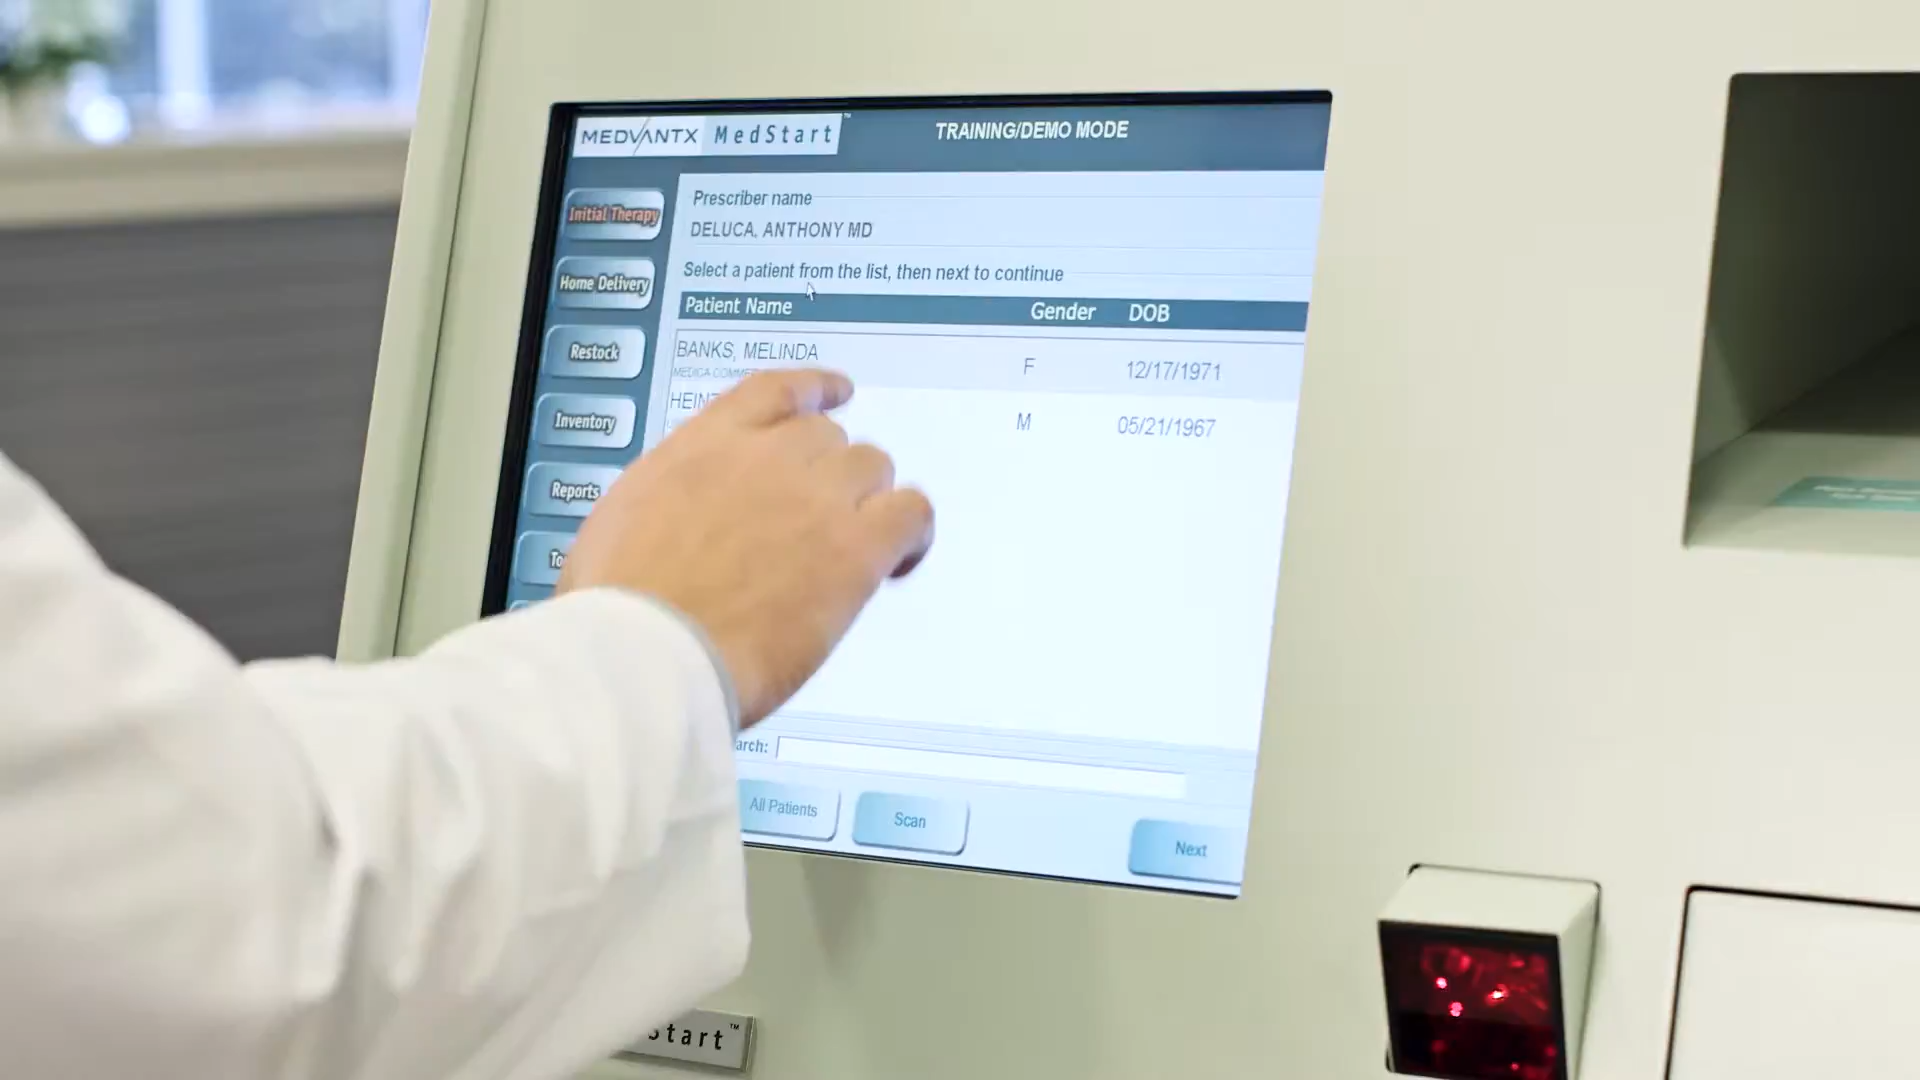 MEDVANTX MedStart™
TRAINING/DEMO MODE
Initial Therapy
Home Delivery
Restock
Inventory
Reports
Prescriber name
DELUCA, ANTHONY MD
Select a patient from the list, then next to continue
Patient Name Gender DOB
BANKS, MELINDA F 12/17/1971
MEDICA
M 05/21/1967
All Patients
Scan
Next